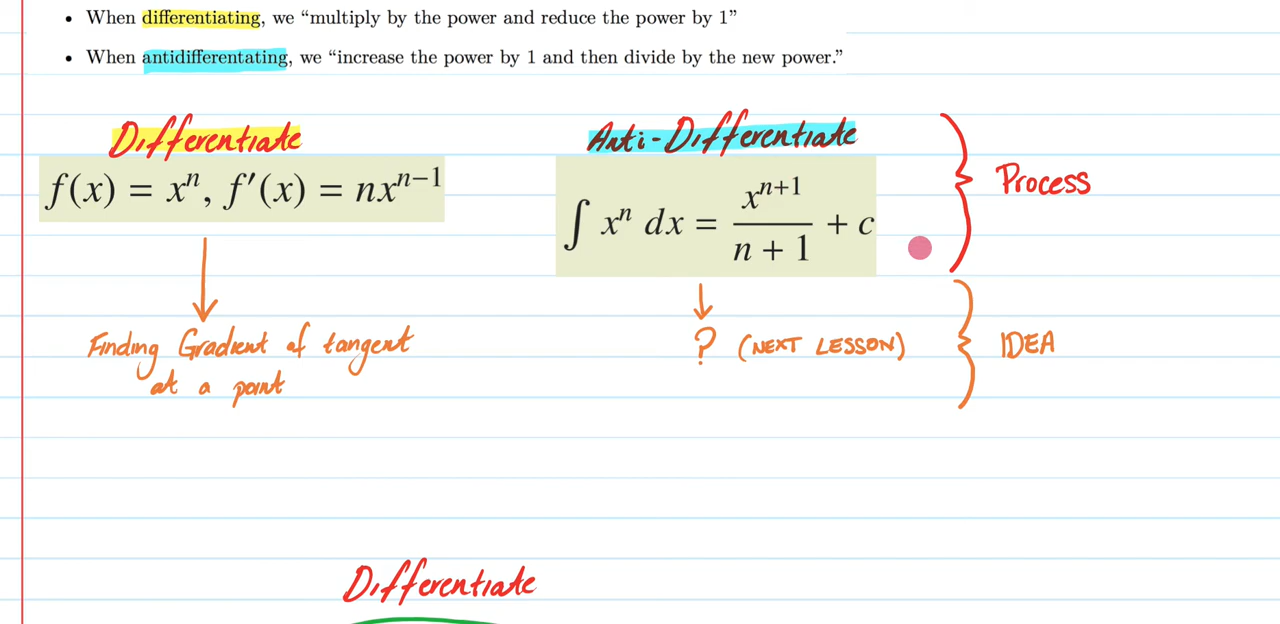 • When differentiating, we “multiply by the power and reduce the power by 1”
• When antidifferentating, we “increase the power by 1 and then divide by the new power.”
Differentiate
Anti-Differentiate
f(x) = xⁿ, f′(x) = nxⁿ⁻¹
∫ xⁿ dx = xⁿ⁺¹ / n + 1 + c
Process
Finding Gradient of tangent
at a point
? (NEXT LESSON)
IDEA
Differentiate